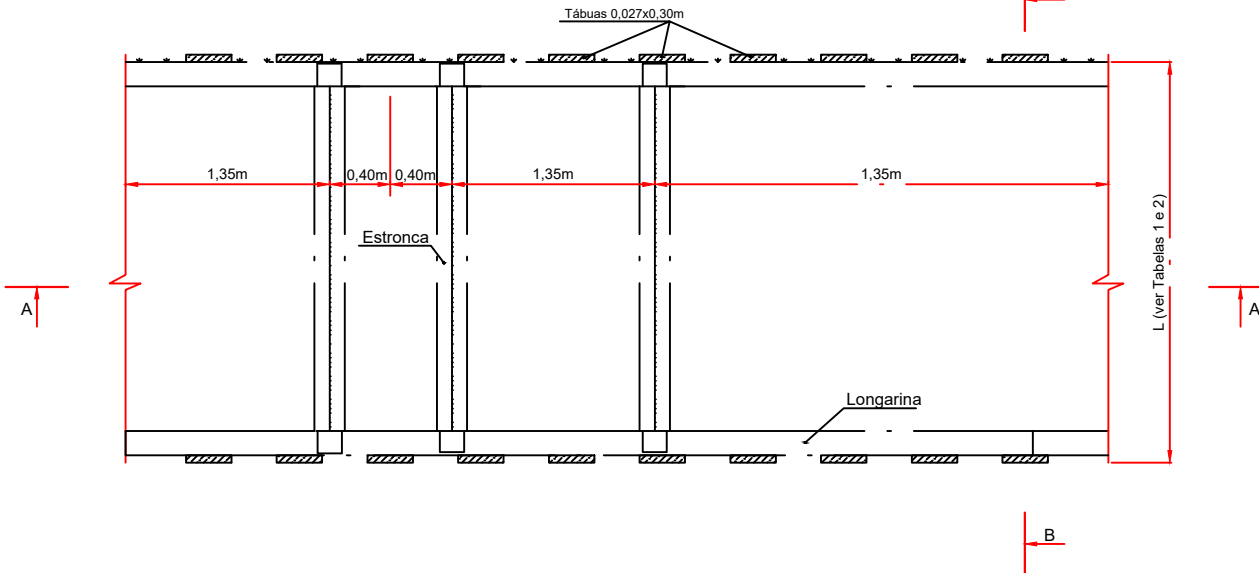 Tábuas 0,027x0,30m
1,35m
0,40m
0,40m
1,35m
1,35m
Estronca
L (ver Tabelas 1 e 2)
A
A
Longarina
B